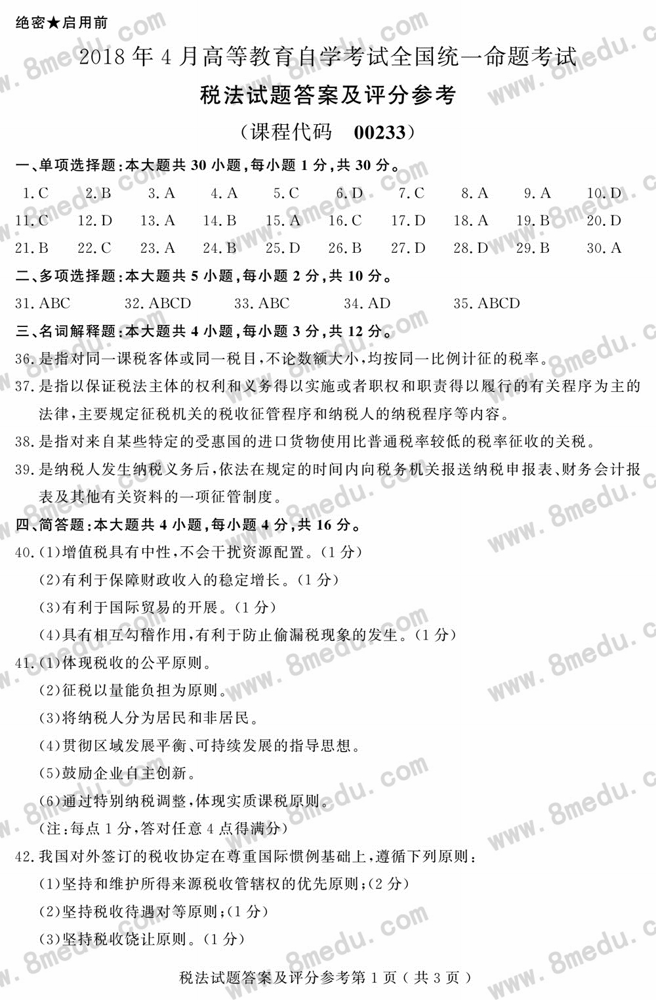 绝密★启用前
2018年4月高等教育自学考试全国统一命题考试
税法试题答案及评分参考
(课程代码 00233)
一、单项选择题:本大题共30小题,每小题1分,共30分。
1.C 2.B 3.A 4.A 5.C 6.D 7.C 8.A 9.A 10.D
11.C 12.D 13.A 14.B 15.A 16.C 17.D 18.A 19.B 20.D
21.B 22.C 23.A 24.B 25.D 26.B 27.D 28.D 29.B 30.A
二、多项选择题:本大题共5小题,每小题2分,共10分。
31.ABC 32.ABCD 33.ABC 34.AD 35.ABCD
三、名词解释题:本大题共4小题,每小题3分,共12分。
36.是指对同一课税客体或同一税目,不论数额大小,均按同一比例计征的税率。
37.是指以保证税法主体的权利和义务得以实施或者职权和职责得以履行的有关程序为主的
法律,主要规定征税机关的税收征管程序和纳税人的纳税程序等内容。
38.是指对来自某些特定的受惠国的进口货物使用比普通税率较低的税率征收的关税。
39.是纳税人发生纳税义务后,依法在规定的时间内向税务机关报送纳税申报表、财务会计报
表及其他有关资料的一项征管制度。
四、简答题:本大题共4小题,每小题4分,共16分。
40.(1)增值税具有中性,不会干扰资源配置。(1分)
(2)有利于保障财政收入的稳定增长。(1分)
(3)有利于国际贸易的开展。(1分)
(4)具有相互勾稽作用,有利于防止偷漏税现象的发生。(1分)
41.(1)体现税收的公平原则。
(2)征税以量能负担为原则。
(3)将纳税人分为居民和非居民。
(4)贯彻区域发展平衡、可持续发展的指导思想。
(5)鼓励企业自主创新。
(6)通过特别纳税调整,体现实质课税原则。
(注:每点1分,答对任意4点得满分)
42.我国对外签订的税收协定在尊重国际惯例基础上,遵循下列原则:
(1)坚持和维护所得来源税收管辖权的优先原则;(2分)
(2)坚持税收待遇对等原则;(1分)
(3)坚持税收饶让原则。(1分)
税法试题答案及评分参考第1页(共3页)
www.8medu.com